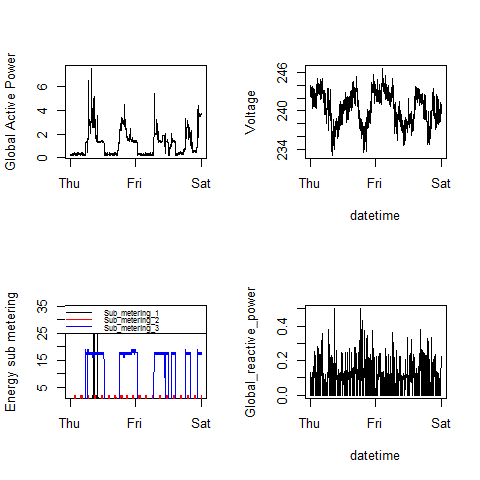 Global Active Power
0 2 4 6
Thu Fri Sat
Voltage
234 240 246
Thu Fri Sat
datetime
Energy sub metering
5 15 25 35
Sub_metering_1
Sub_metering_2
Sub_metering_3
Thu Fri Sat
Global_reactive_power
0.0 0.2 0.4
Thu Fri Sat
datetime